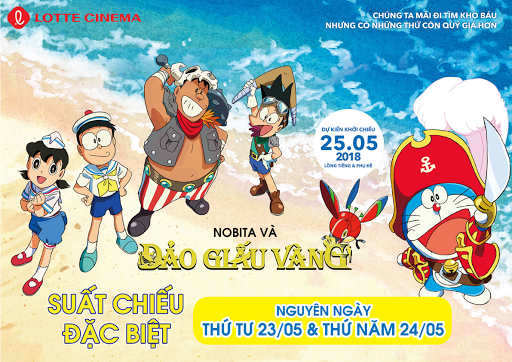 LOTTE CINEMA
CHÚNG TA MÃI ĐI TÌM KHO BÁU
NHƯNG CÓ NHỮNG THỨ CÒN QUÝ GIÁ HƠN
DỰ KIẾN KHỞI CHIẾU
25.05
2018
LỒNG TIẾNG & PHỤ ĐỀ
NOBITA VÀ
ĐẢO GIẤU VÀNG
SUẤT CHIẾU
ĐẶC BIỆT
NGUYÊN NGÀY
THỨ TƯ 23/05 & THỨ NĂM 24/05